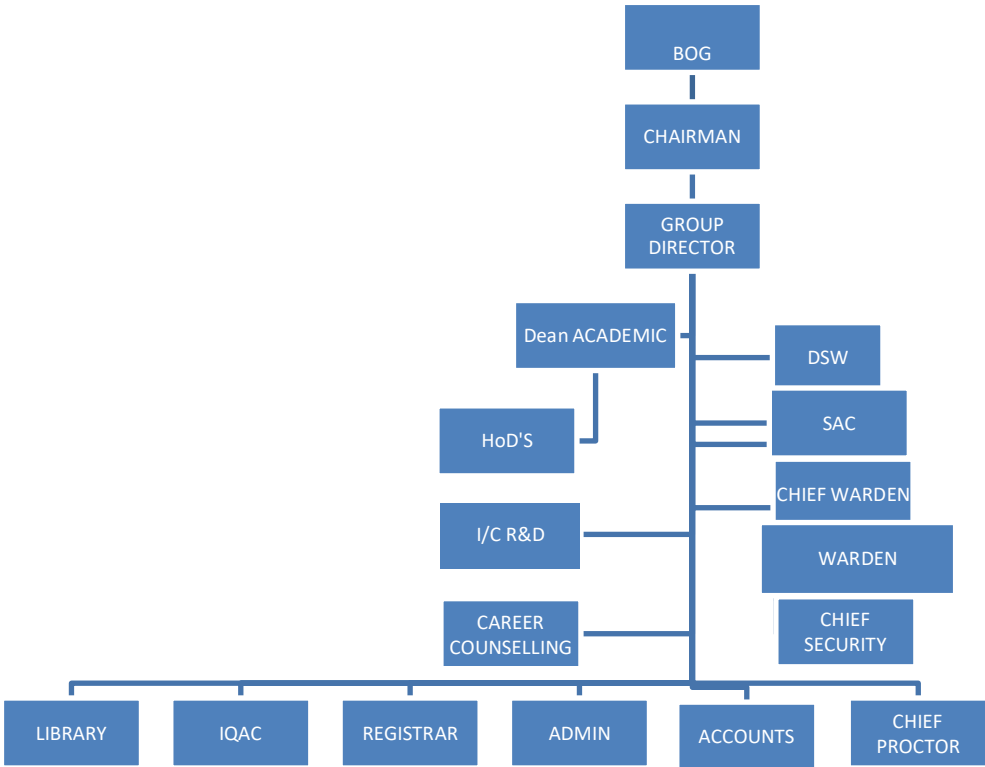 BOG
CHAIRMAN
GROUP
DIRECTOR
Dean ACADEMIC
DSW
HoD'S
SAC
CHIEF WARDEN
I/C R&D
WARDEN
CAREER
COUNSELLING
CHIEF
SECURITY
LIBRARY
IQAC
REGISTRAR
ADMIN
ACCOUNTS
CHIEF
PROCTOR